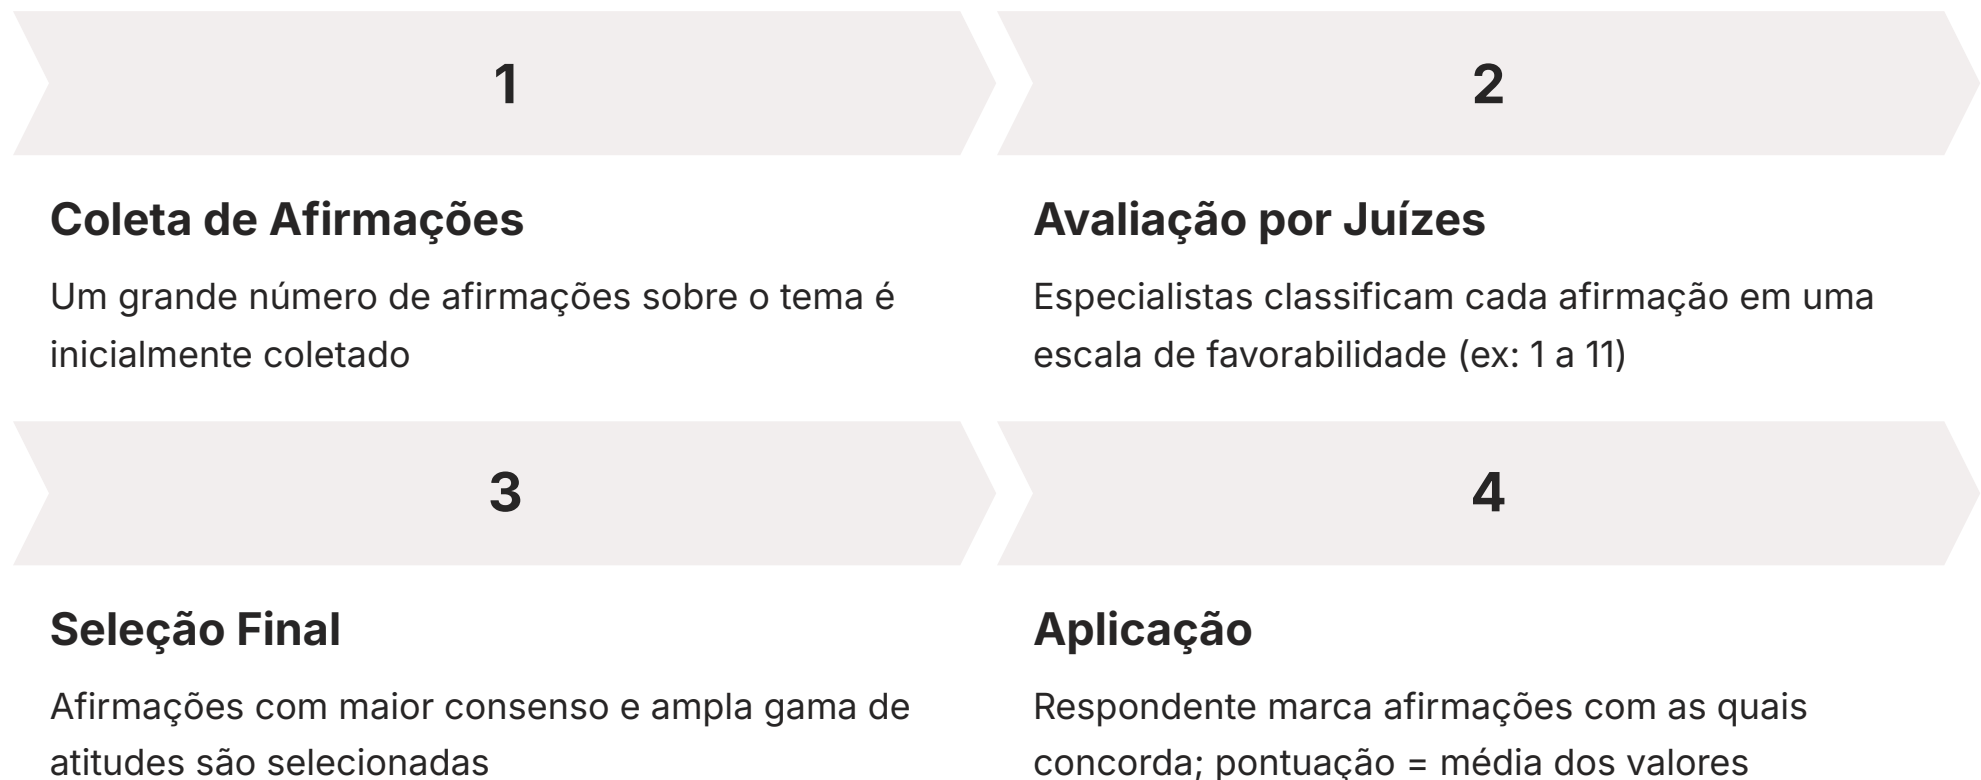 1
Coleta de Afirmações
Um grande número de afirmações sobre o tema é
inicialmente coletado
2
Avaliação por Juízes
Especialistas classificam cada afirmação em uma
escala de favorabilidade (ex: 1 a 11)
3
Seleção Final
Afirmações com maior consenso e ampla gama de
atitudes são selecionadas
4
Aplicação
Respondente marca afirmações com as quais
concorda; pontuação = média dos valores